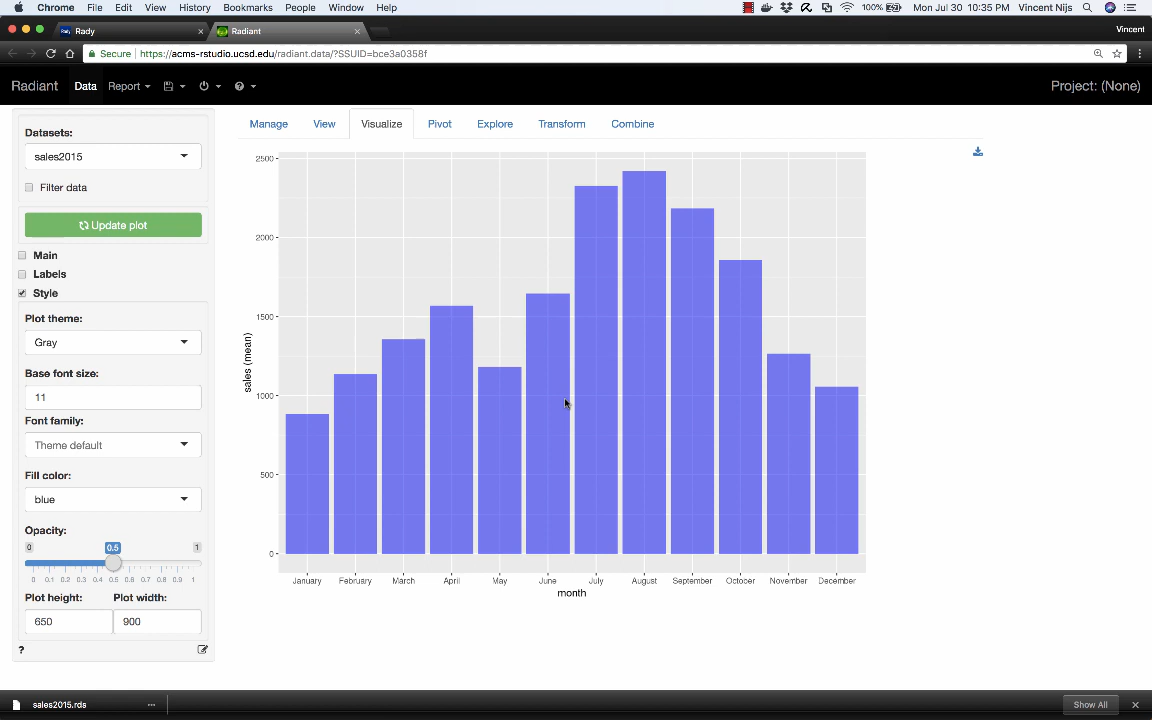 Chrome File Edit View History Bookmarks People Window Help 100% Mon Jul 30 10:35 PM Vincent Nijs
Rady Radiant Vincent
Secure https://acms-rstudio.ucsd.edu/radiant.data/?SSUID=bce3a0358f
Radiant Data Report Project: (None)
Manage View Visualize Pivot Explore Transform Combine
Datasets:
sales2015
Filter data
Update plot
Main
Labels
Style
Plot theme:
Gray
Base font size:
11
Font family:
Theme default
Fill color:
blue
Opacity:
0 0.5 1
0 0.1 0.2 0.3 0.4 0.5 0.6 0.7 0.8 0.9 1
Plot height: Plot width:
650 900
?
2500
2000
1500
1000
500
0
sales (mean)
January February March April May June July August September October November December
month
sales2015.rds Show All